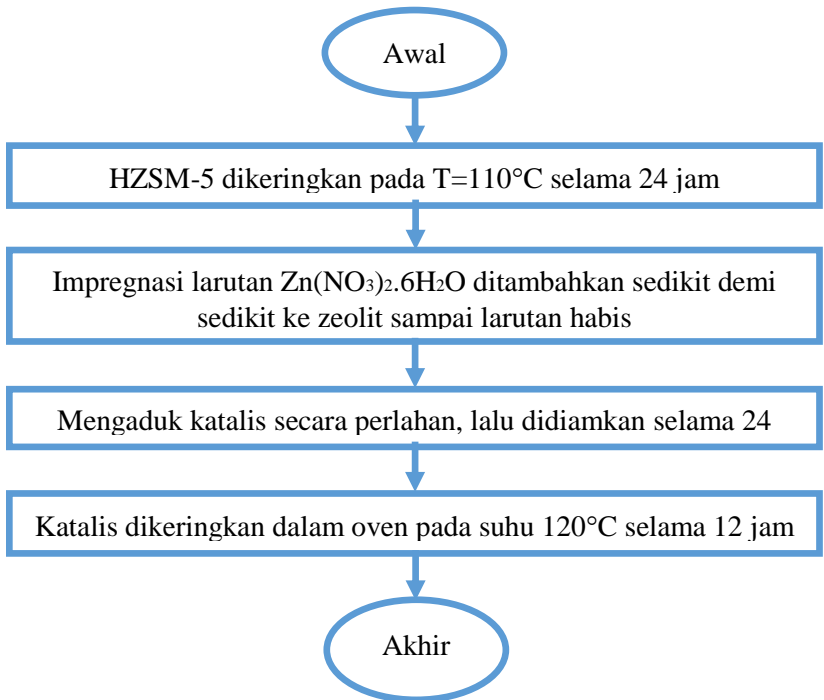 Awal
HZSM-5 dikeringkan pada T=110°C selama 24 jam
Impregnasi larutan Zn(NO₃)₂.6H₂O ditambahkan sedikit demi
sedikit ke zeolit sampai larutan habis
Mengaduk katalis secara perlahan, lalu didiamkan selama 24
Katalis dikeringkan dalam oven pada suhu 120°C selama 12 jam
Akhir